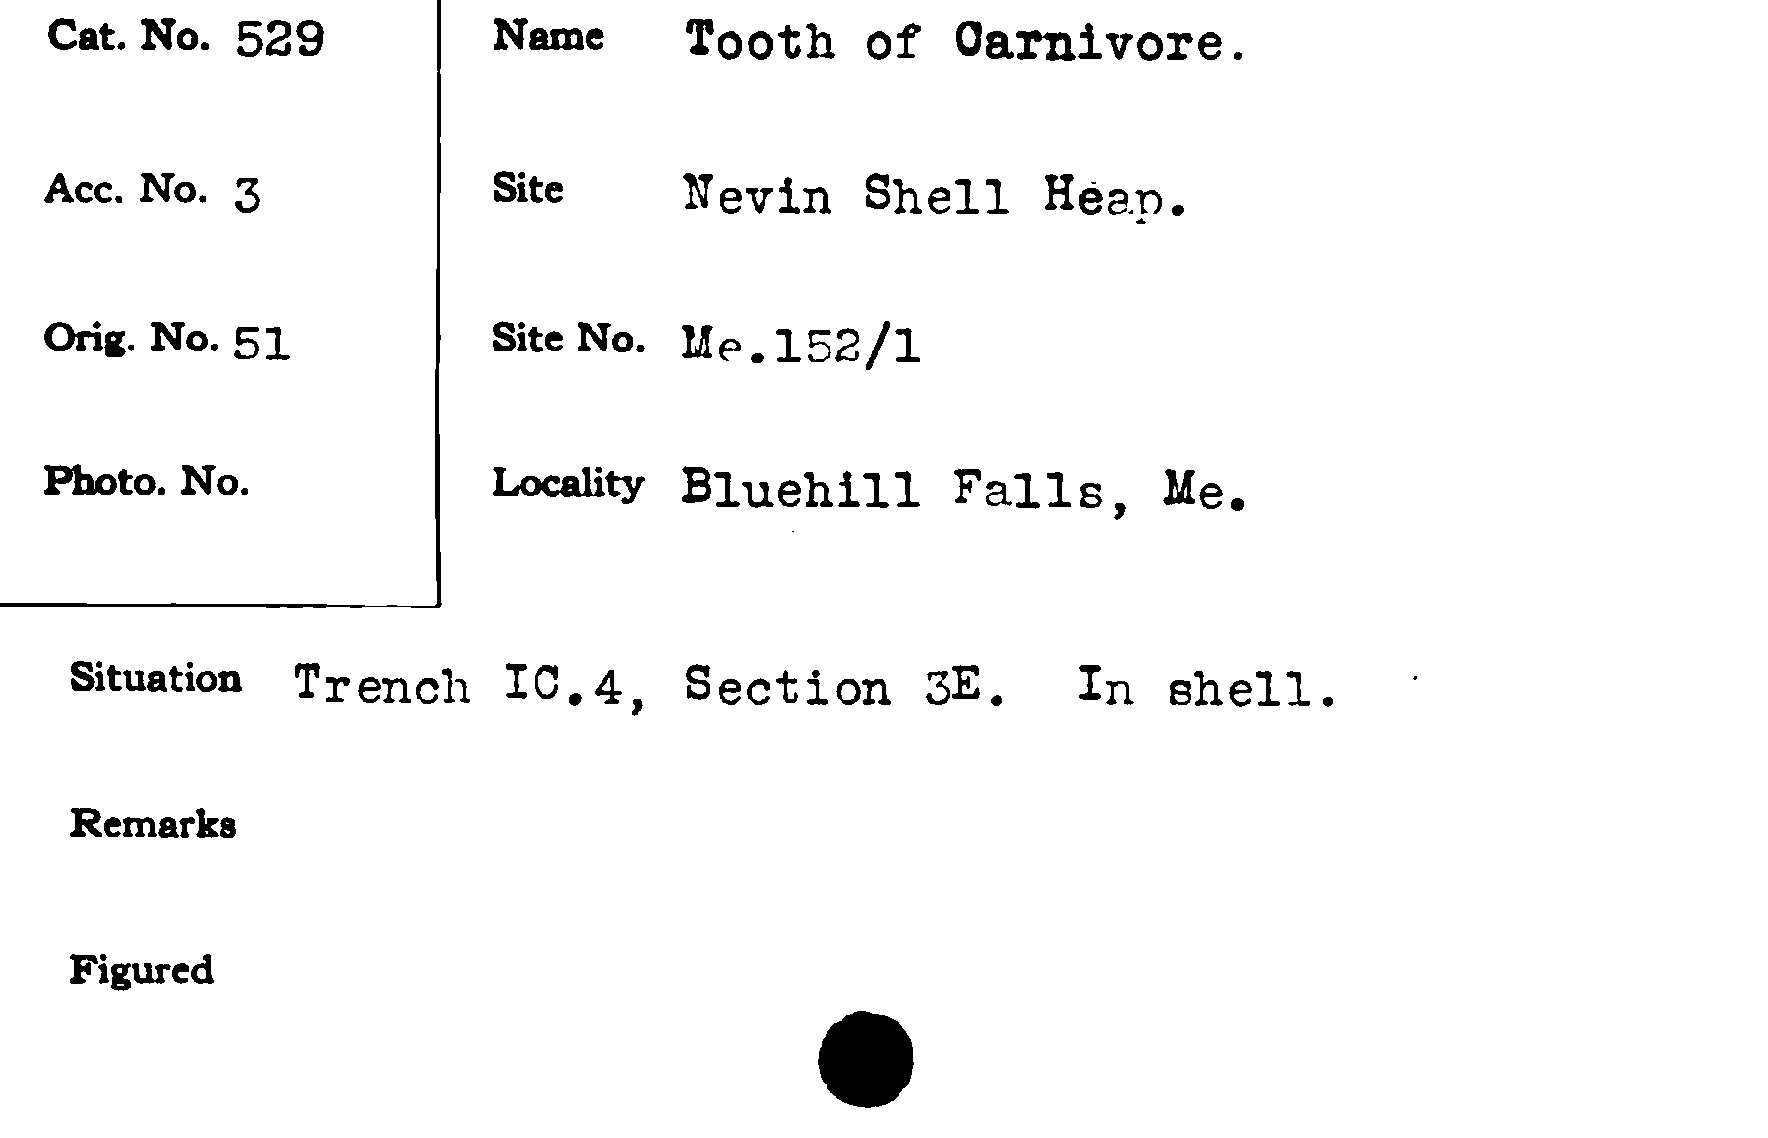 Cat. No. 529
Name Tooth of Carnivore.
Acc. No. 3
Site Nevin Shell Heap.
Orig. No. 51
Site No. Me.152/1
Photo. No.
Locality Bluehill Falls, Me.
Situation Trench IC.4, Section 3E. In shell.
Remarks
Figured